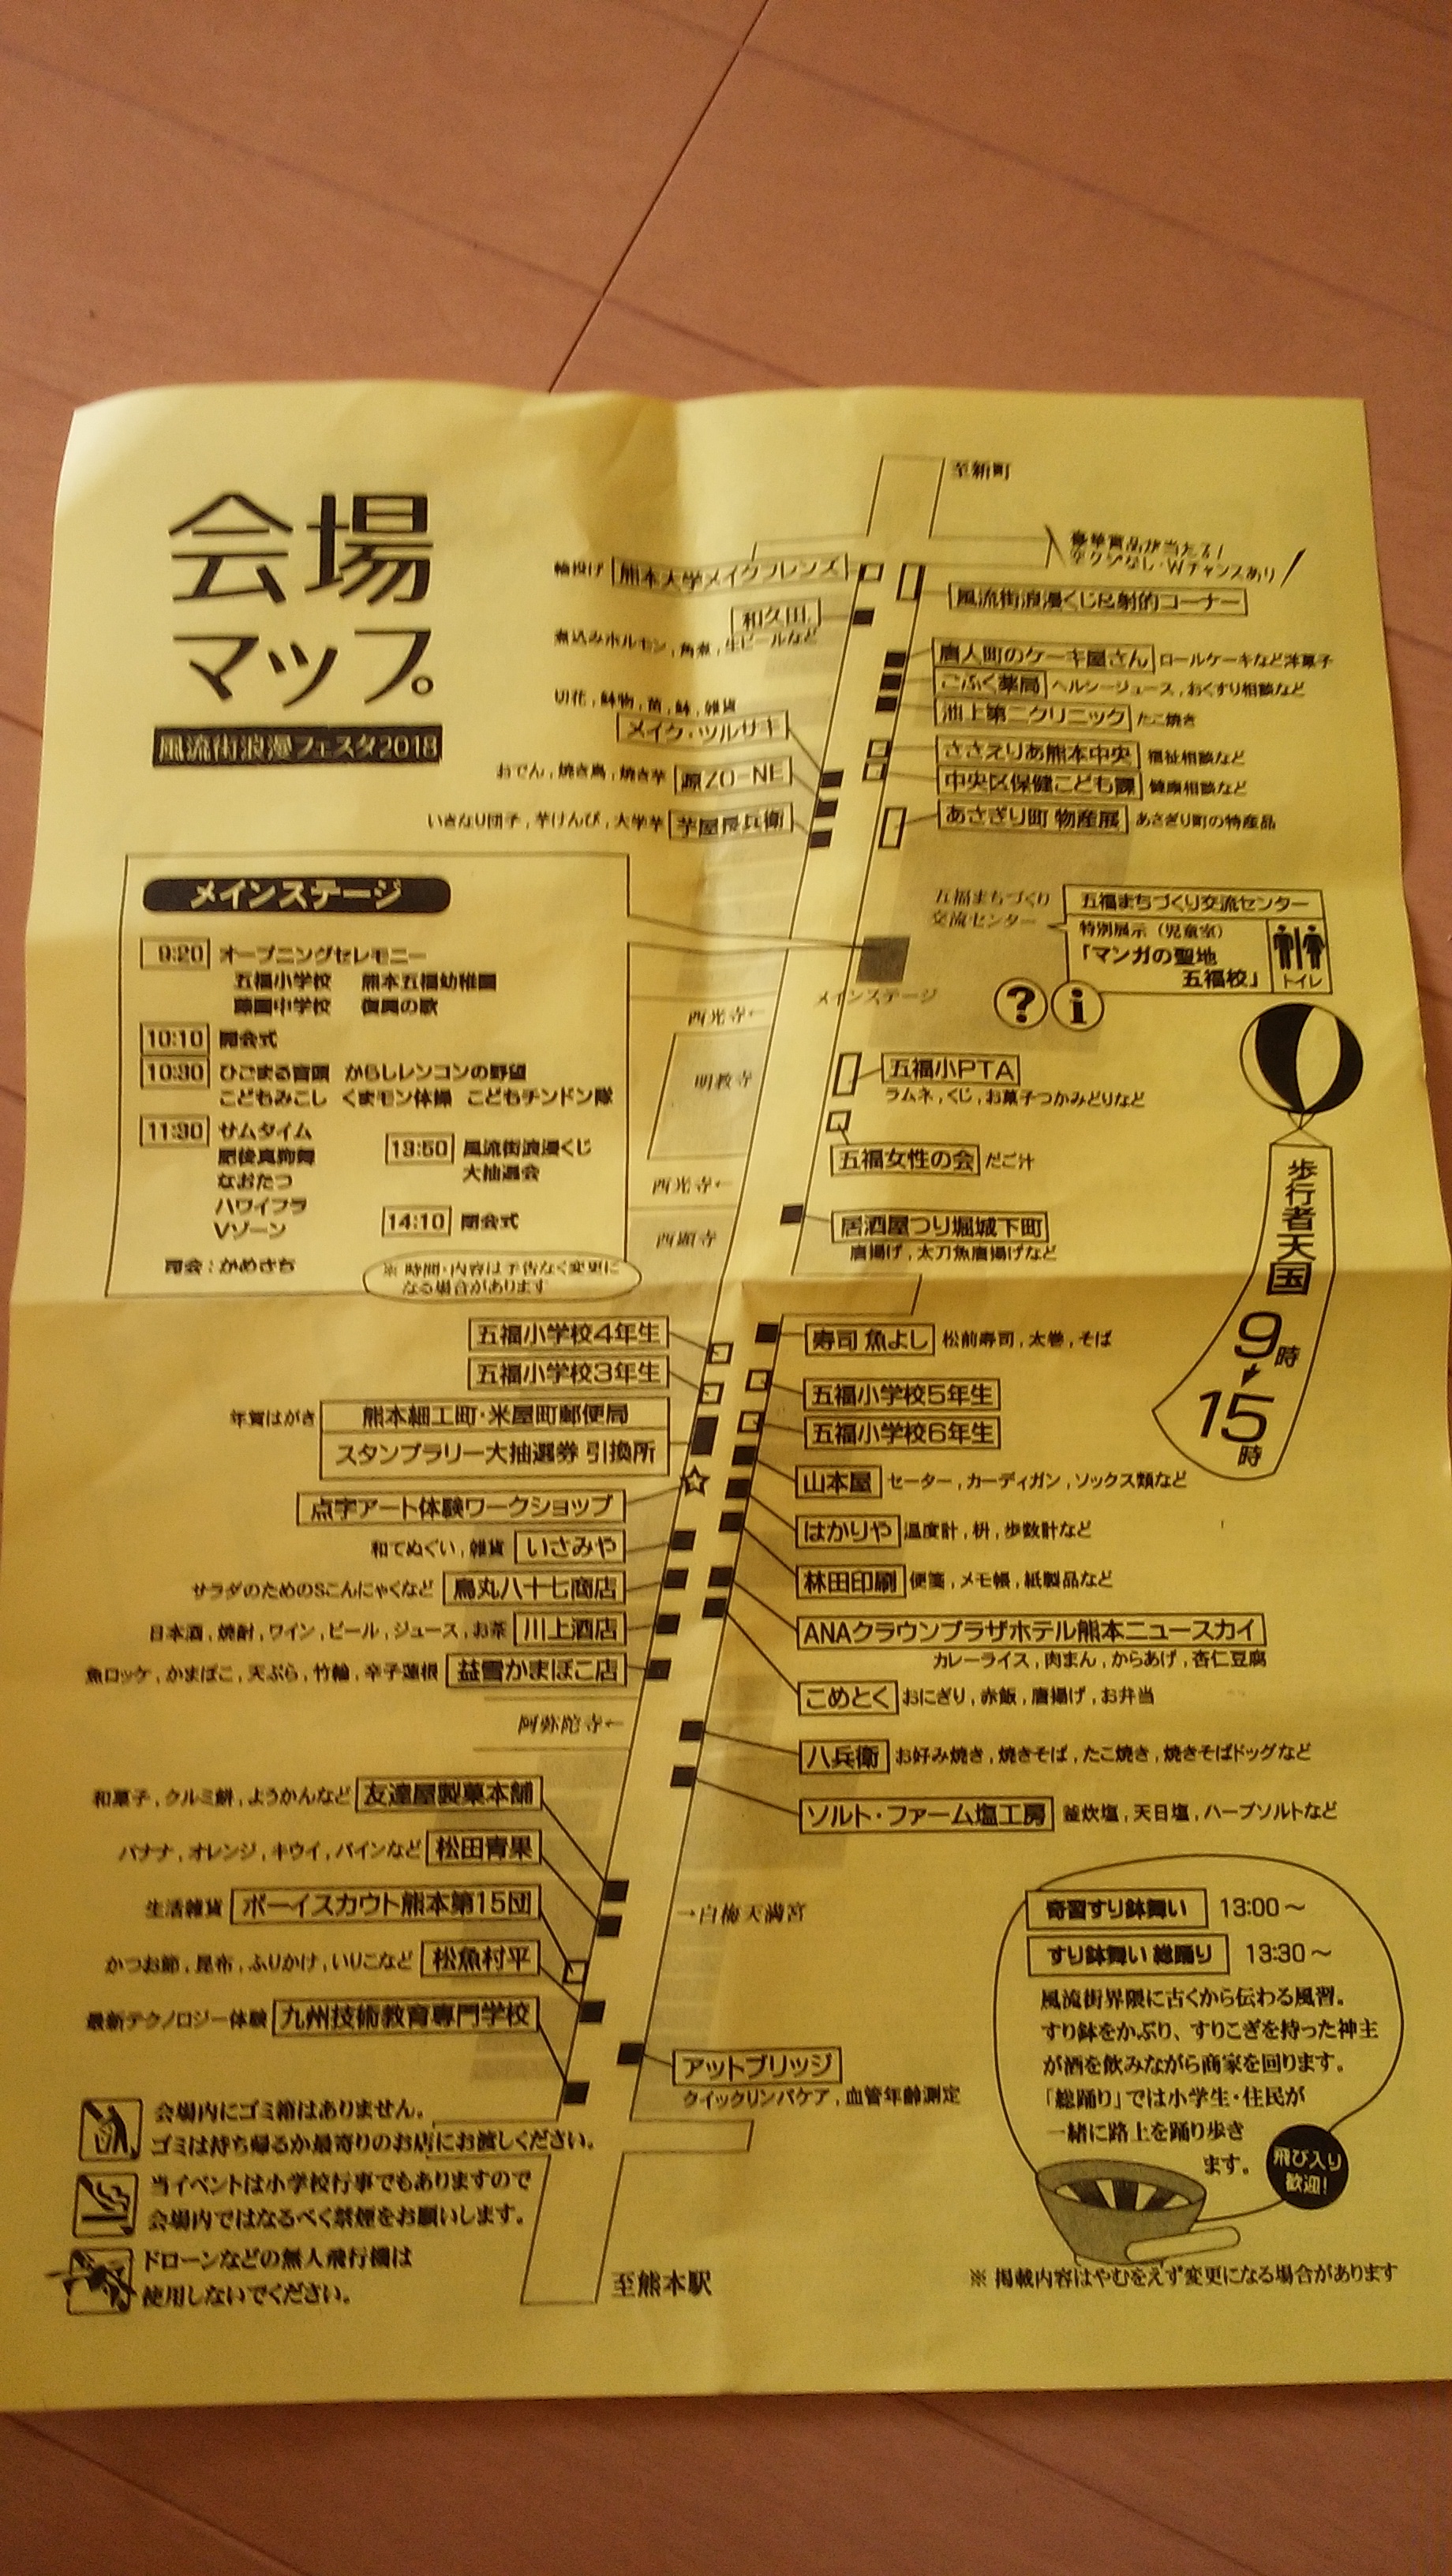 会場
マップ
風流街浪漫フェスタ2018
至新町
豪華賞品が当たる!
空クジなし・Wチャンスあり
輪投げ 熊本大学メイクフレンズ
風流街浪漫くじ&射的コーナー
和久田
煮込みホルモン,角煮,生ビールなど
唐人町のケーキ屋さん ロールケーキなど洋菓子
ごふく薬局 ヘルシージュース,おくすり相談など
池上第二クリニック たこ焼き
切花,鉢物,苗,鉢,雑貨
メイク・ツルサキ
ささえりあ熊本中央 福祉相談など
おでん,焼き鳥,焼き芋 源ZO-NE
中央区保健こども課 健康相談など
いきなり団子,芋けんぴ,大学芋 芋屋長兵衛
あさぎり町 物産展 あさぎり町の特産品
メインステージ
9:20 オープニングセレモニー
五福小学校 熊本五福幼稚園
藤園中学校 復興の歌
10:10 開会式
10:30 ひごまる音頭 からしレンコンの野望
こどもみこし くまモン体操 こどもチンドン隊
11:30 サムタイム
肥後真狗舞
なおたつ
ハワイフラ
Vゾーン
13:50 風流街浪漫くじ
大抽選会
14:10 閉会式
司会:かめきち
※ 時間・内容は予告なく変更に
なる場合があります
五福まちづくり
交流センター
五福まちづくり交流センター
特別展示(児童室)
「マンガの聖地
五福校」
トイレ
メインステージ
? i
西光寺←
明教寺
西光寺←
西顕寺
五福小PTA
ラムネ,くじ,お菓子つかみどりなど
五福女性の会 だご汁
居酒屋つり堀城下町
唐揚げ,太刀魚唐揚げなど
歩行者天国
9時
15時
五福小学校4年生
五福小学校3年生
年賀はがき 熊本細工町・米屋町郵便局
スタンプラリー大抽選券 引換所
点字アート体験ワークショップ
和てぬぐい,雑貨 いさみや
サラダのためのSこんにゃくなど 鳥丸八十七商店
日本酒,焼酎,ワイン,ビール,ジュース,お茶 川上酒店
魚ロッケ,かまぼこ,天ぷら,竹輪,辛子蓮根 益雪かまぼこ店
阿弥陀寺←
寿司 魚よし 松前寿司,太巻,そば
五福小学校5年生
五福小学校6年生
山本屋 セーター,カーディガン,ソックス類など
はかりや 温度計,枡,歩数計など
林田印刷 便箋,メモ帳,紙製品など
ANAクラウンプラザホテル熊本ニュースカイ
カレーライス,肉まん,からあげ,杏仁豆腐
こめとく おにぎり,赤飯,唐揚げ,お弁当
八兵衛 お好み焼き,焼きそば,たこ焼き,焼きそばドッグなど
ソルト・ファーム塩工房 釜炊塩,天日塩,ハーブソルトなど
和菓子,クルミ餅,ようかんなど 友達屋製菓本舗
バナナ,オレンジ,キウイ,パインなど 松田青果
生活雑貨 ボーイスカウト熊本第15団
かつお節,昆布,ふりかけ,いりこなど 松魚村平
最新テクノロジー体験 九州技術教育専門学校
→白梅天満宮
アットブリッジ
クイックリンパケア,血管年齢測定
奇習すり鉢舞い 13:00~
すり鉢舞い 総踊り 13:30~
風流街界隈に古くから伝わる風習。
すり鉢をかぶり、すりこぎを持った神主
が酒を飲みながら商家を回ります。
「総踊り」では小学生・住民が
一緒に路上を踊り歩き
ます。
飛び入り
歓迎!
会場内にゴミ箱はありません。
ゴミは持ち帰るか最寄りのお店にお渡しください。
当イベントは小学校行事でもありますので
会場内ではなるべく禁煙をお願いします。
ドローンなどの無人飛行機は
使用しないでください。
至熊本駅
※ 掲載内容はやむをえず変更になる場合があります